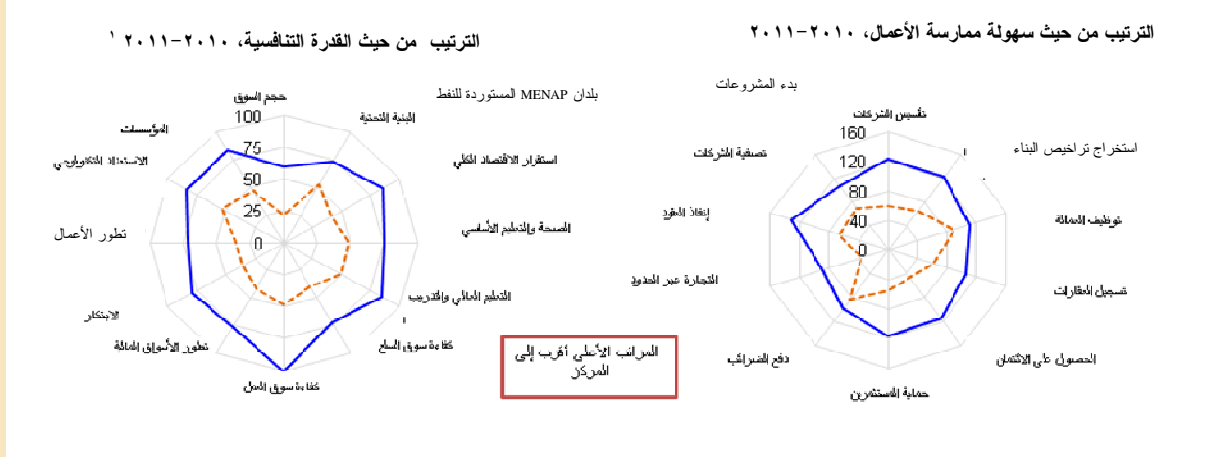 الترتيب من حيث سهولة ممارسة الأعمال، ٢٠١٠-٢٠١١
بدء المشروعات
تأسيس الشركات
استخراج تراخيص البناء
توظيف العمالة
تسجيل العقارات
الحصول على الائتمان
حماية المستثمرين
دفع الضرائب
التجارة عبر الحدود
إنفاذ العقود
تصفية الشركات
160
120
80
40
0
الترتيب من حيث القدرة التنافسية، ٢٠١٠-٢٠١١ ١
بلدان MENAP المستوردة للنفط
حجم السوق
البنية التحتية
استقرار الاقتصاد الكلي
الصحة والتعليم الأساسي
التعليم العالي والتدريب
كفاءة سوق السلع
كفاءة سوق العمل
تطور الأسواق المالية
الابتكار
تطور الأعمال
الاستعداد التكنولوجي
المؤسسات
100
75
50
25
0
المراتب الأعلى أقرب إلى
المركز